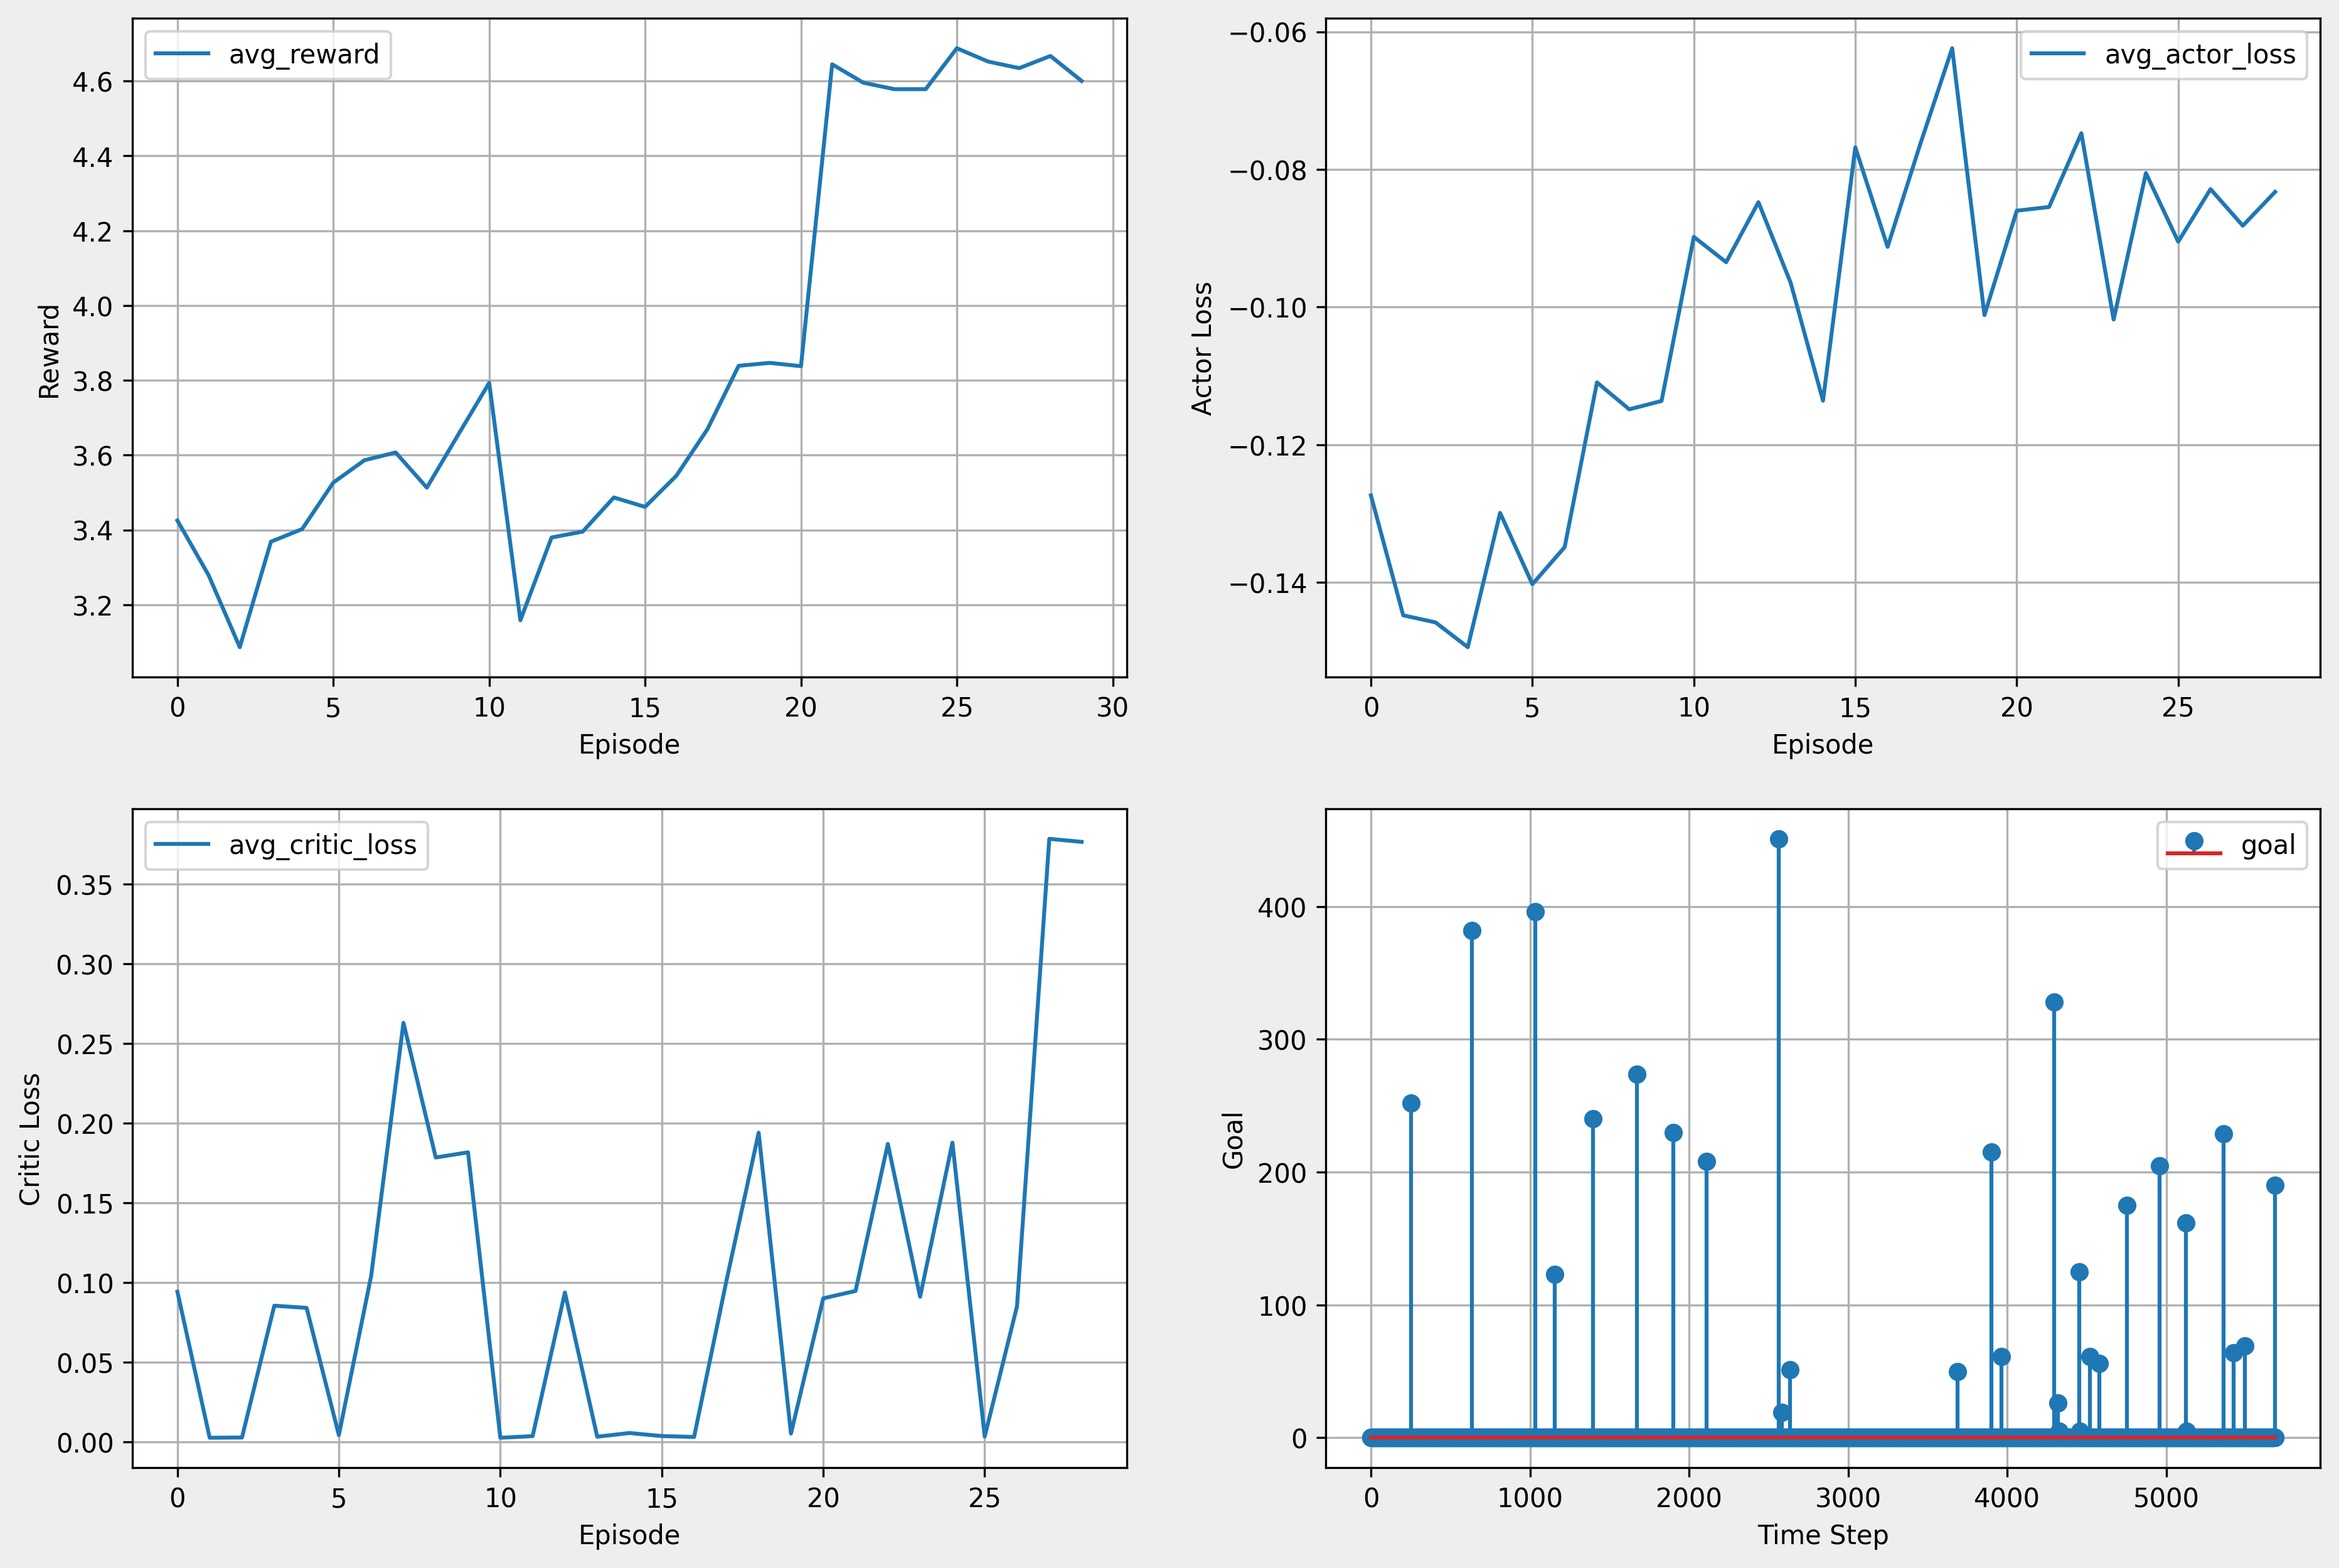 avg_reward
Reward
4.6
4.4
4.2
4.0
3.8
3.6
3.4
3.2
0 5 10 15 20 25 30
Episode
avg_actor_loss
Actor Loss
−0.06
−0.08
−0.10
−0.12
−0.14
0 5 10 15 20 25
Episode
avg_critic_loss
Critic Loss
0.35
0.30
0.25
0.20
0.15
0.10
0.05
0.00
0 5 10 15 20 25
Episode
goal
Goal
400
300
200
100
0
0 1000 2000 3000 4000 5000
Time Step